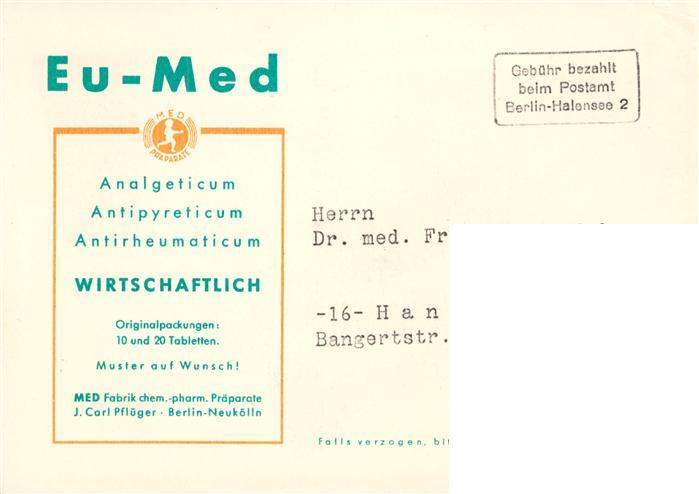 Eu-Med
Gebühr bezahlt
beim Postamt
Berlin-Halensee 2
MED
PRÄPARATE
Analgeticum
Antipyreticum
Antirheumaticum
WIRTSCHAFTLICH
Originalpackungen:
10 und 20 Tabletten.
Muster auf Wunsch!
MED Fabrik chem.-pharm. Präparate
J. Carl Pflüger · Berlin-Neukölln
Herrn
Dr. med. Fr
-16- Han
Bangertstr.
Falls verzogen, bit